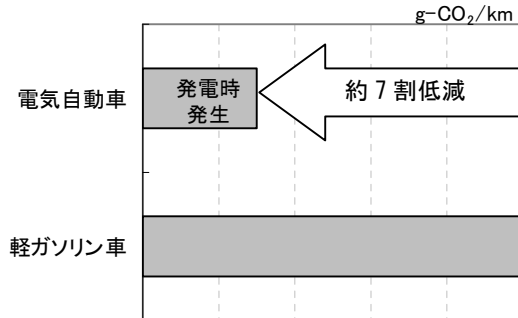 g-CO₂/km
電気自動車
発電時
発生
約7割低減
軽ガソリン車